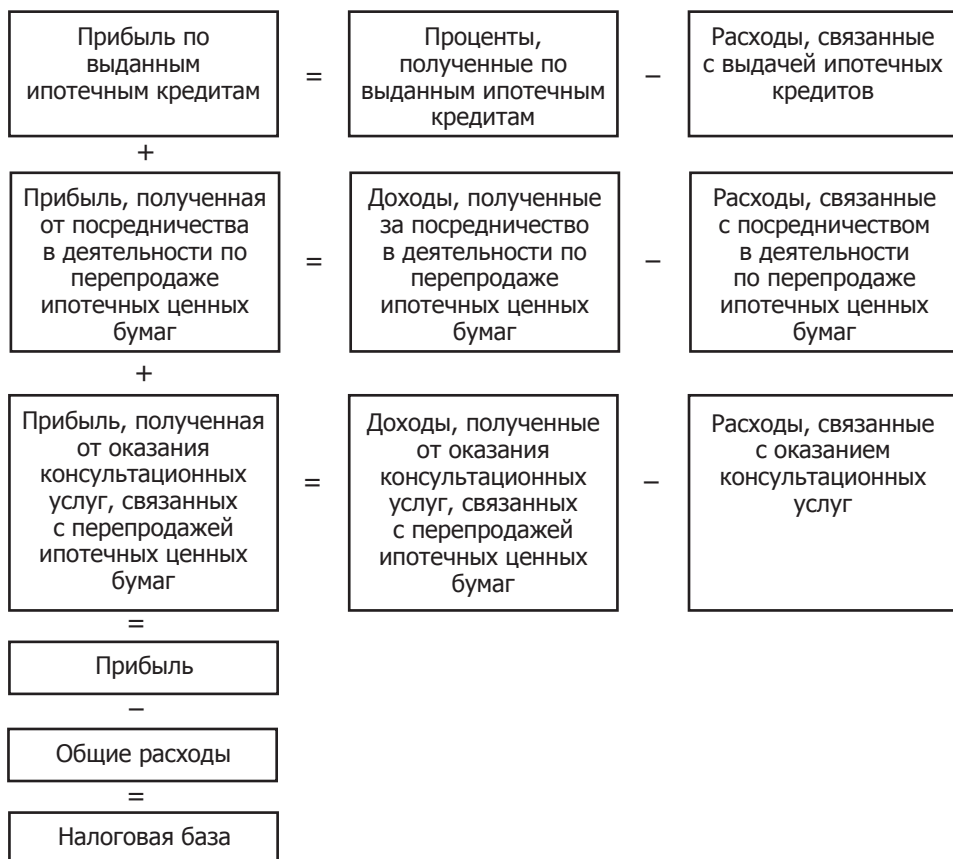 Прибыль по
выданным
ипотечным кредитам
=
Проценты,
полученные по
выданным ипотечным
кредитам
–
Расходы, связанные
с выдачей ипотечных
кредитов
+
Прибыль, полученная
от посредничества
в деятельности по
перепродаже
ипотечных ценных
бумаг
=
Доходы, полученные
за посредничество
в деятельности по
перепродаже
ипотечных ценных
бумаг
–
Расходы, связанные
с посредничеством
в деятельности
по перепродаже
ипотечных ценных
бумаг
+
Прибыль, полученная
от оказания
консультационных
услуг, связанных
с перепродажей
ипотечных ценных
бумаг
=
Доходы, полученные
от оказания
консультационных
услуг, связанных
с перепродажей
ипотечных ценных
бумаг
–
Расходы, связанные
с оказанием
консультационных
услуг
=
Прибыль
–
Общие расходы
=
Налоговая база